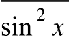 sin² x